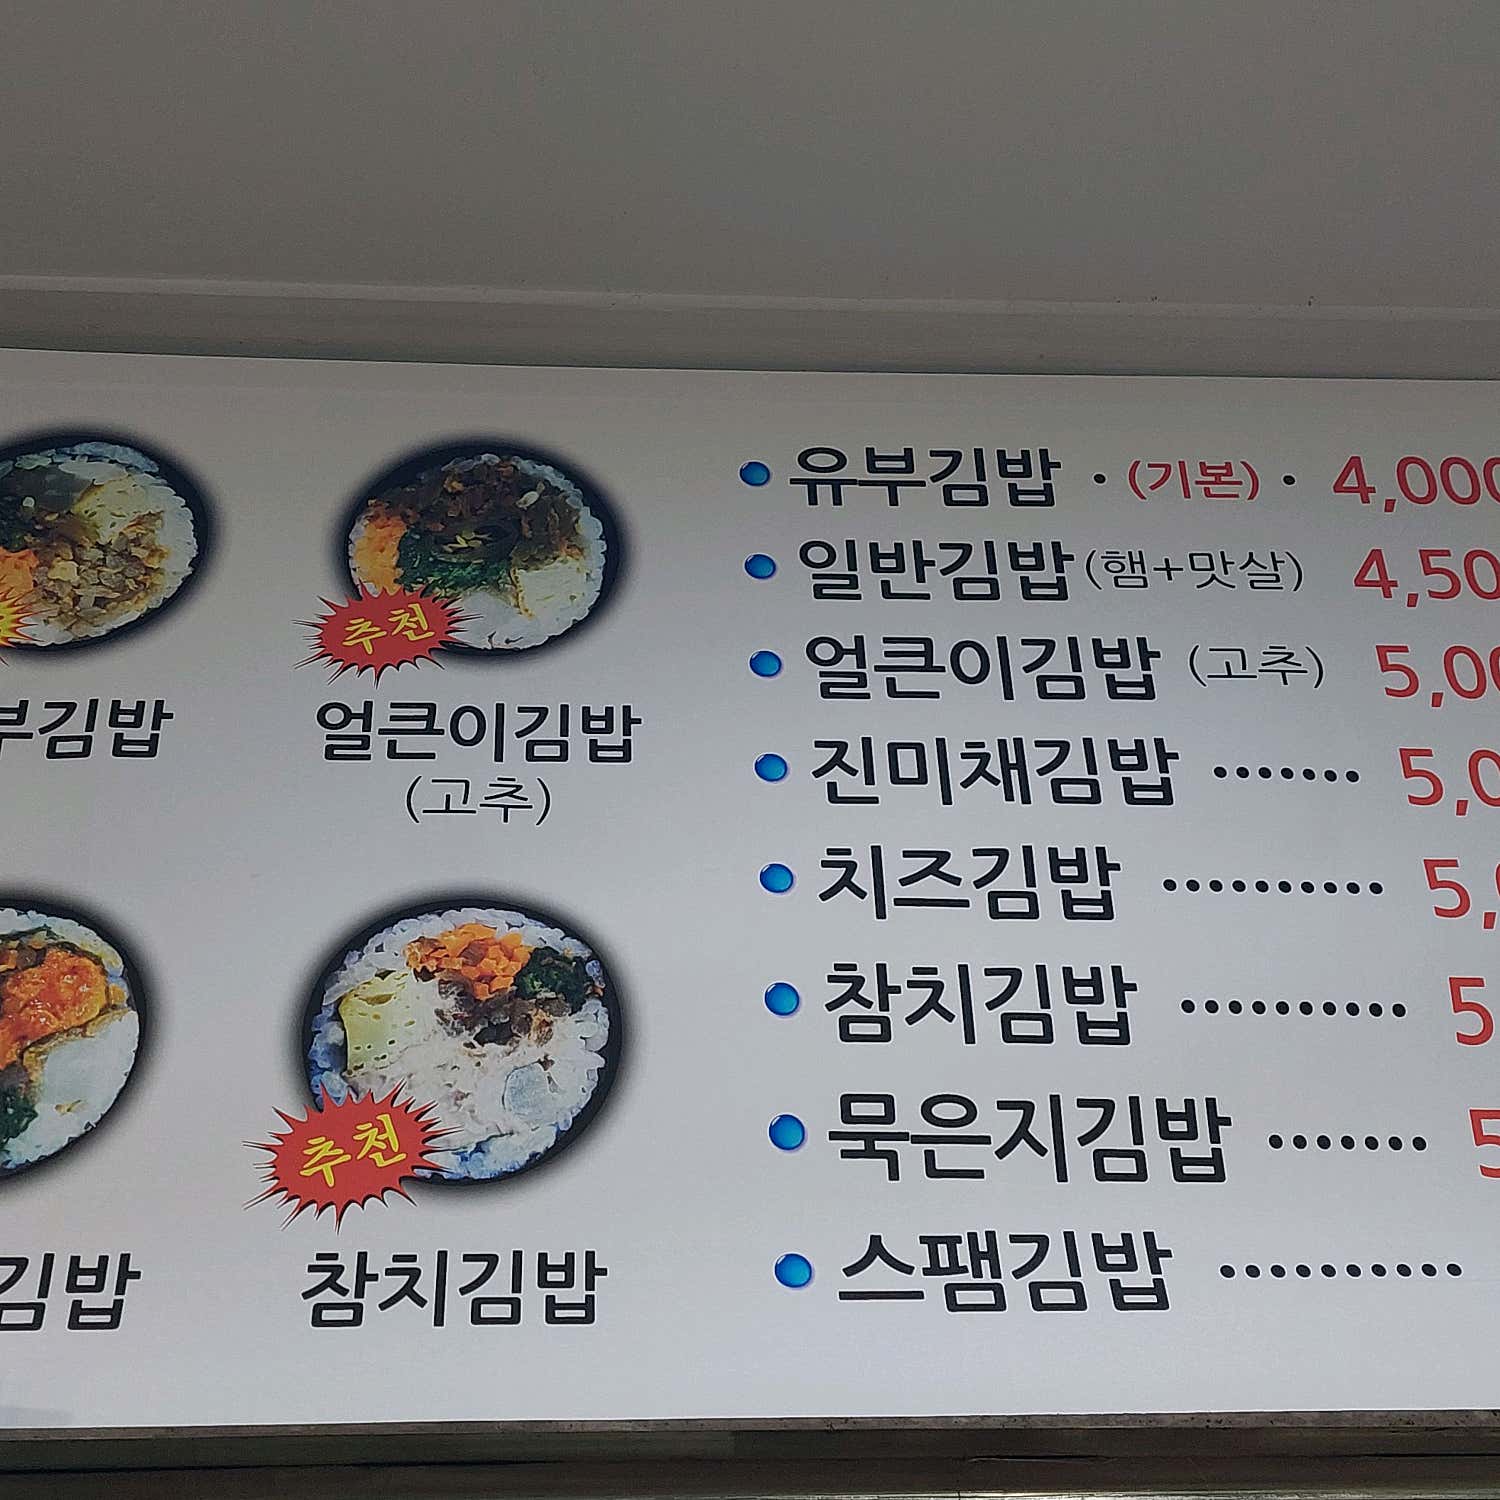 추천
부김밥
얼큰이김밥
(고추)
추천
김밥
참치김밥
유부김밥 · (기본) · 4,000
일반김밥(햄+맛살) 4,50
얼큰이김밥 (고추) 5,00
진미채김밥 ······· 5,0
치즈김밥 ·········· 5,
참치김밥 ·········· 5
묵은지김밥 ······· 5
스팸김밥 ··········